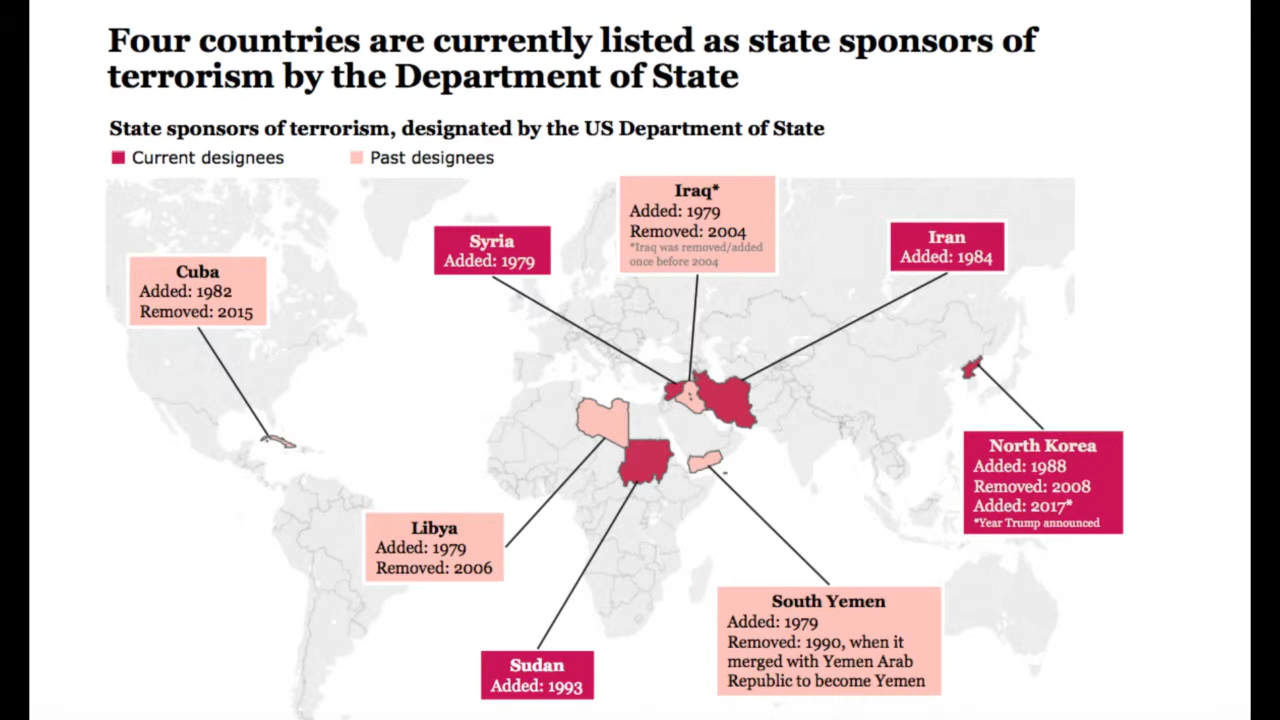 Four countries are currently listed as state sponsors of
terrorism by the Department of State
State sponsors of terrorism, designated by the US Department of State
Current designees
Past designees
Iraq*
Added: 1979
Removed: 2004
*Iraq was removed/added
once before 2004
Syria
Added: 1979
Iran
Added: 1984
Cuba
Added: 1982
Removed: 2015
North Korea
Added: 1988
Removed: 2008
Added: 2017*
*Year Trump announced
Libya
Added: 1979
Removed: 2006
South Yemen
Added: 1979
Removed: 1990, when it
merged with Yemen Arab
Republic to become Yemen
Sudan
Added: 1993